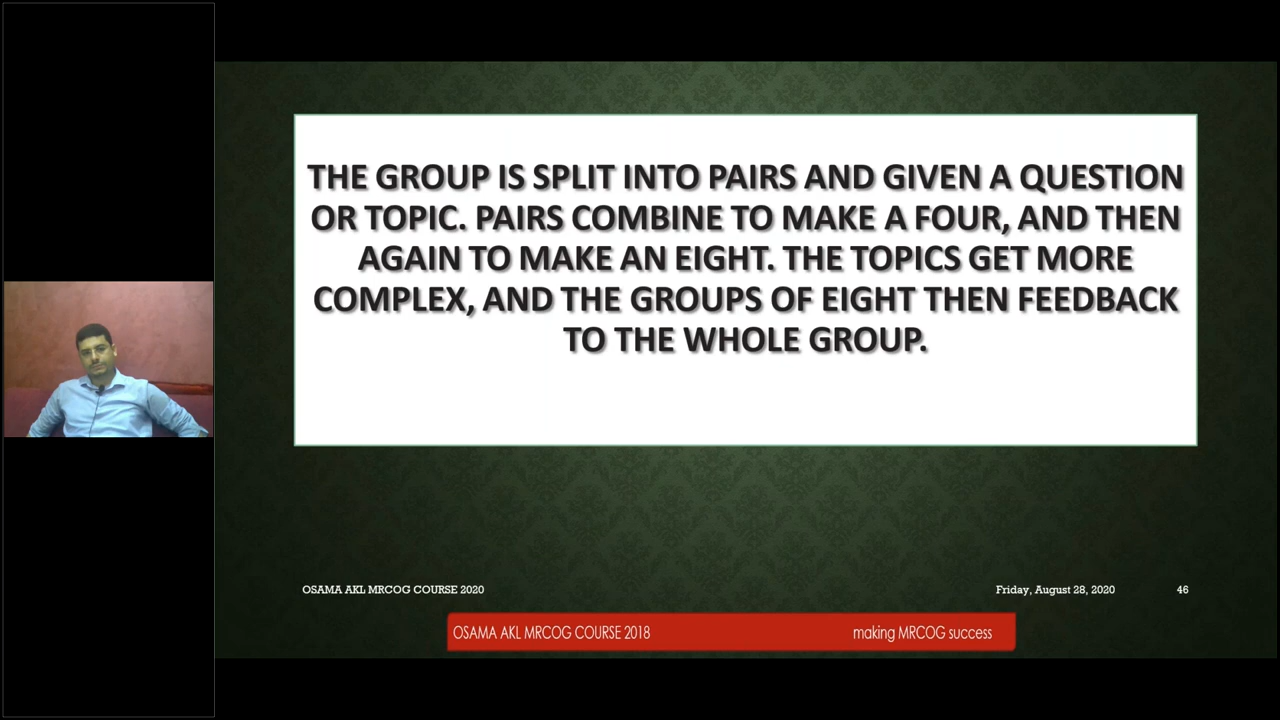 THE GROUP IS SPLIT INTO PAIRS AND GIVEN A QUESTION
OR TOPIC. PAIRS COMBINE TO MAKE A FOUR, AND THEN
AGAIN TO MAKE AN EIGHT. THE TOPICS GET MORE
COMPLEX, AND THE GROUPS OF EIGHT THEN FEEDBACK
TO THE WHOLE GROUP.
OSAMA AKL MRCOG COURSE 2020
Friday, August 28, 2020
46
OSAMA AKL MRCOG COURSE 2018
making MRCOG success